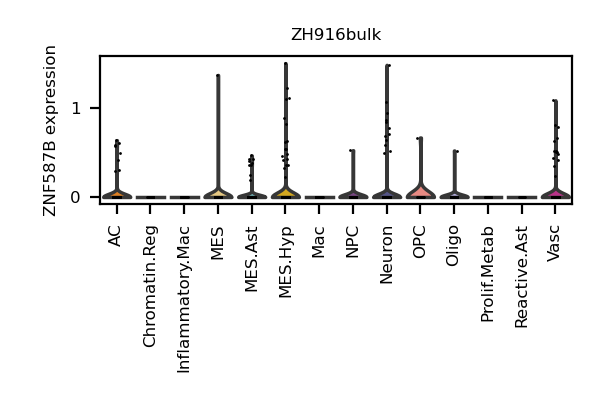 ZH916bulk
ZNF587B expression
1
0
AC
Chromatin.Reg
Inflammatory.Mac
MES
MES.Ast
MES.Hyp
Mac
NPC
Neuron
OPC
Oligo
Prolif.Metab
Reactive.Ast
Vasc